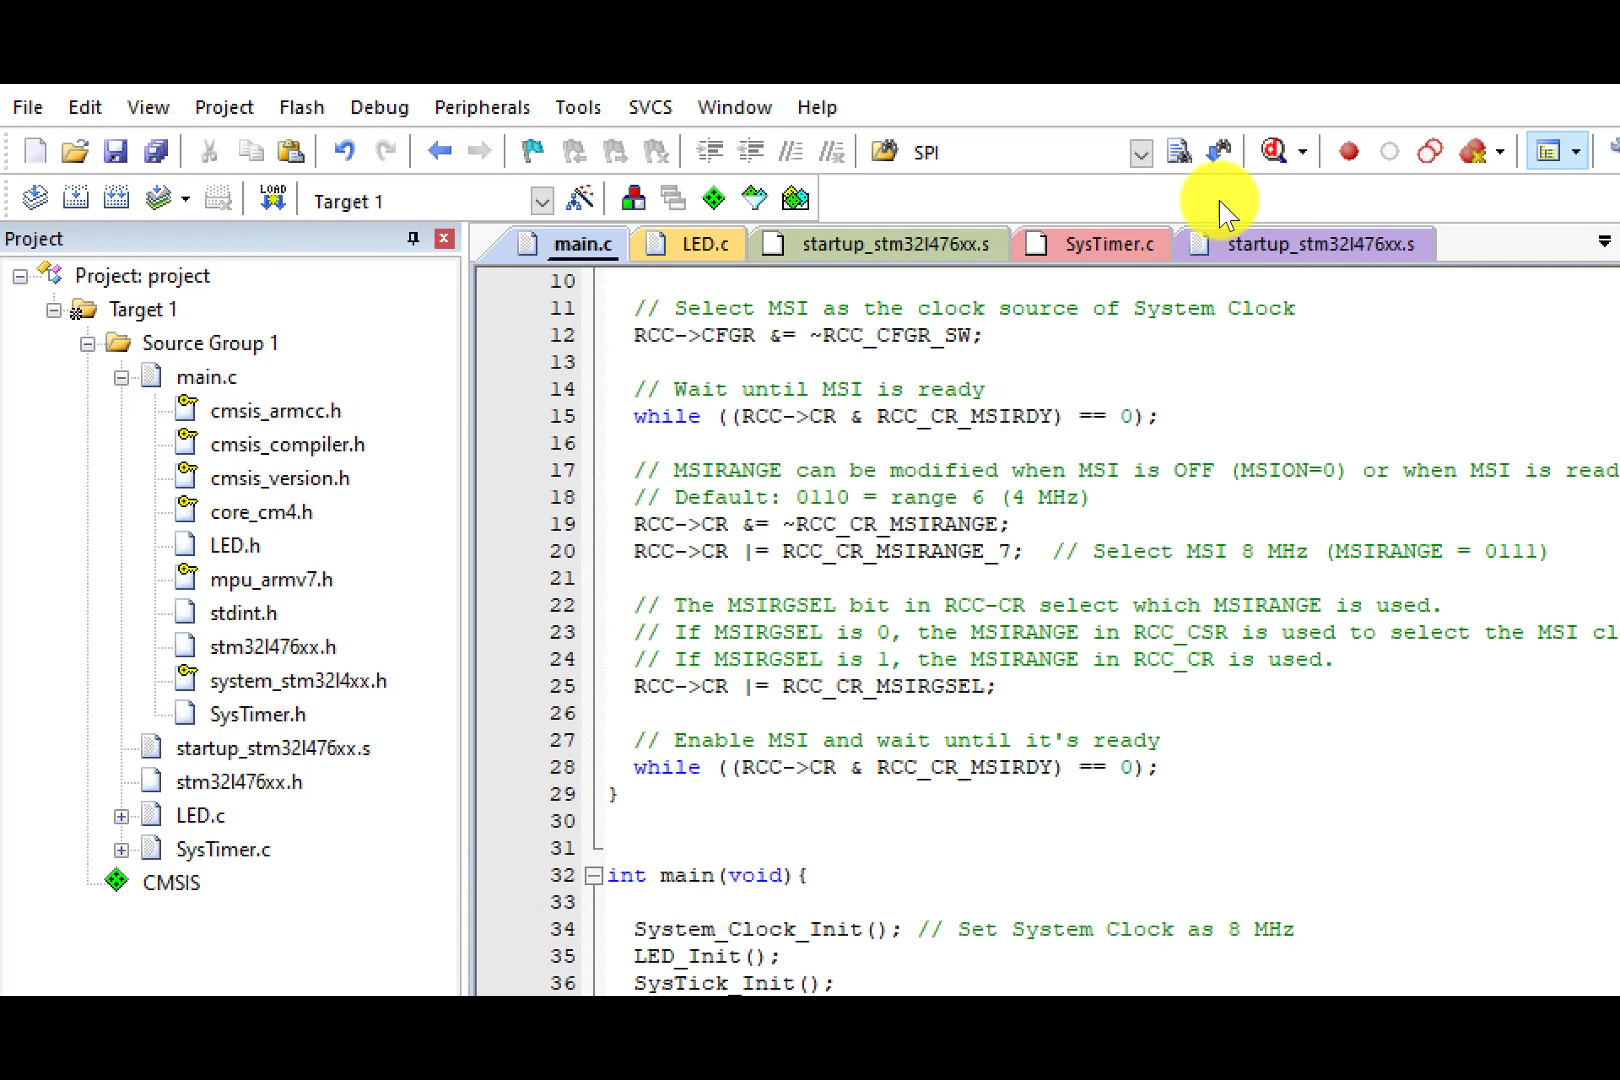 File Edit View Project Flash Debug Peripherals Tools SVCS Window Help
SPI
LOAD Target 1
Project
main.c LED.c startup_stm32l476xx.s SysTimer.c startup_stm32l476xx.s
Project: project
Target 1
Source Group 1
main.c
cmsis_armcc.h
cmsis_compiler.h
cmsis_version.h
core_cm4.h
LED.h
mpu_armv7.h
stdint.h
stm32l476xx.h
system_stm32l4xx.h
SysTimer.h
startup_stm32l476xx.s
stm32l476xx.h
LED.c
SysTimer.c
CMSIS
10
11 // Select MSI as the clock source of System Clock
12 RCC->CFGR &= ~RCC_CFGR_SW;
13
14 // Wait until MSI is ready
15 while ((RCC->CR & RCC_CR_MSIRDY) == 0);
16
17 // MSIRANGE can be modified when MSI is OFF (MSION=0) or when MSI is read
18 // Default: 0110 = range 6 (4 MHz)
19 RCC->CR &= ~RCC_CR_MSIRANGE;
20 RCC->CR |= RCC_CR_MSIRANGE_7; // Select MSI 8 MHz (MSIRANGE = 0111)
21
22 // The MSIRGSEL bit in RCC-CR select which MSIRANGE is used.
23 // If MSIRGSEL is 0, the MSIRANGE in RCC_CSR is used to select the MSI cl
24 // If MSIRGSEL is 1, the MSIRANGE in RCC_CR is used.
25 RCC->CR |= RCC_CR_MSIRGSEL;
26
27 // Enable MSI and wait until it's ready
28 while ((RCC->CR & RCC_CR_MSIRDY) == 0);
29 }
30
31
32 int main(void){
33
34 System_Clock_Init(); // Set System Clock as 8 MHz
35 LED_Init();
36 SysTick_Init();